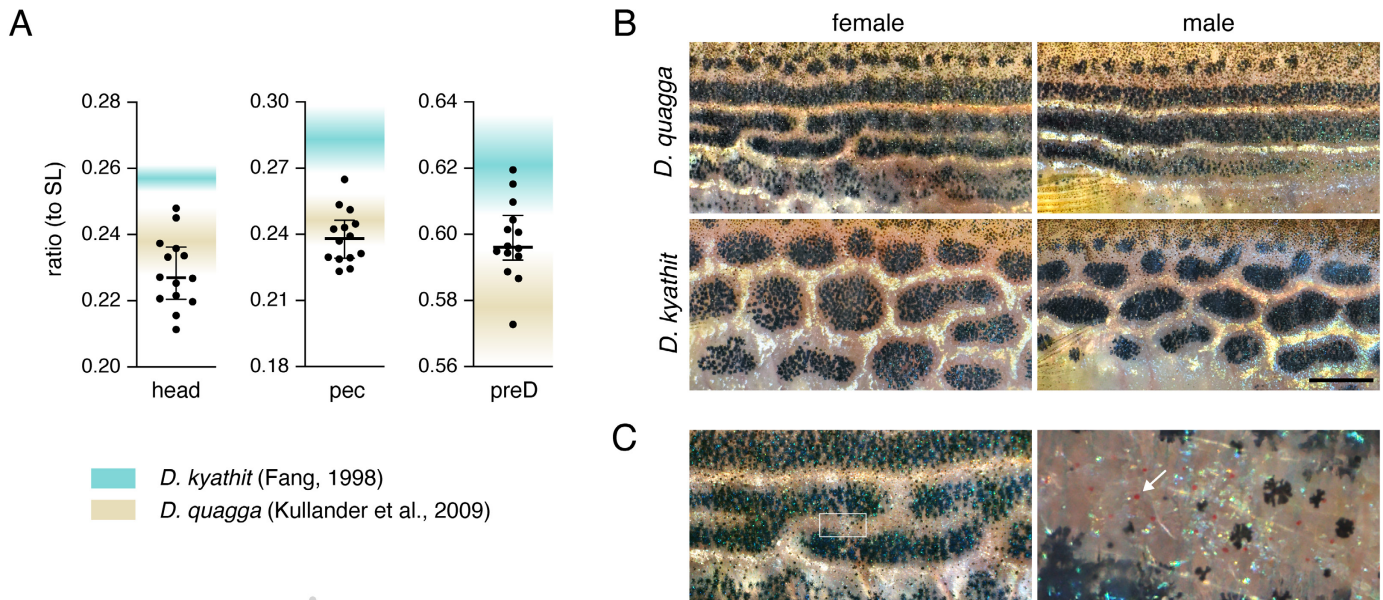 A
B
female
male
D. quagga
D. kyathit
ratio (to SL)
0.28
0.26
0.24
0.22
0.20
head
0.30
0.27
0.24
0.21
0.18
pec
0.64
0.62
0.60
0.58
0.56
preD
D. kyathit (Fang, 1998)
D. quagga (Kullander et al., 2009)
C